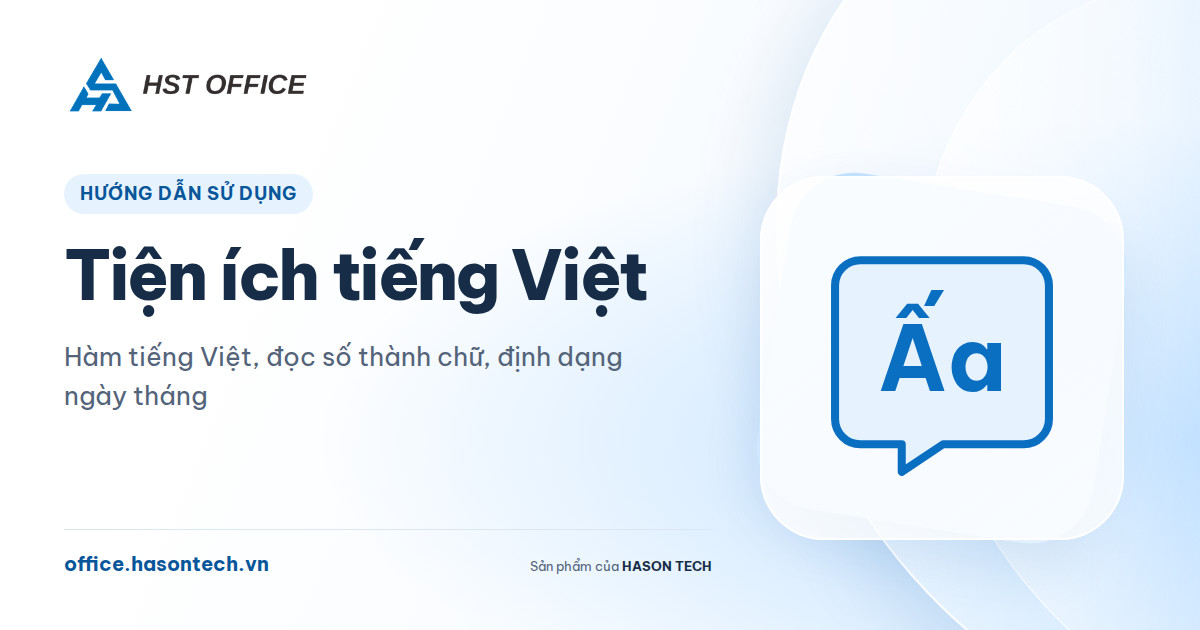 HST OFFICE
HƯỚNG DẪN SỬ DỤNG
Tiện ích tiếng Việt
Hàm tiếng Việt, đọc số thành chữ, định dạng
ngày tháng
Ấa
office.hasontech.vn
Sản phẩm của HASON TECH